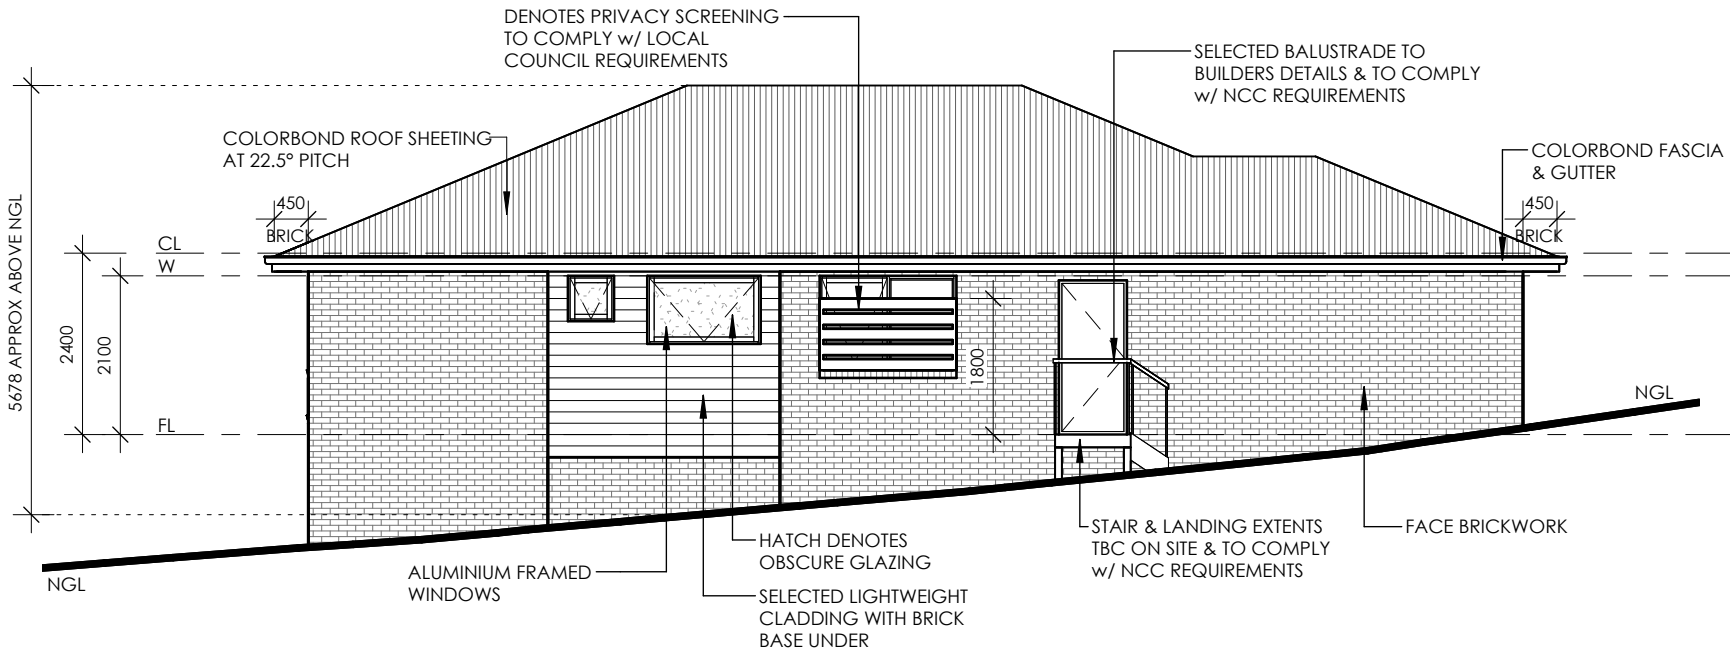 DENOTES PRIVACY SCREENING
TO COMPLY w/ LOCAL
COUNCIL REQUIREMENTS
SELECTED BALUSTRADE TO
BUILDERS DETAILS & TO COMPLY
w/ NCC REQUIREMENTS
COLORBOND ROOF SHEETING
AT 22.5° PITCH
COLORBOND FASCIA
& GUTTER
450
BRICK
450
BRICK
5678 APPROX ABOVE NGL
CL
W
2400
2100
1800
FL
NGL
NGL
ALUMINIUM FRAMED
WINDOWS
HATCH DENOTES
OBSCURE GLAZING
SELECTED LIGHTWEIGHT
CLADDING WITH BRICK
BASE UNDER
STAIR & LANDING EXTENTS
TBC ON SITE & TO COMPLY
w/ NCC REQUIREMENTS
FACE BRICKWORK